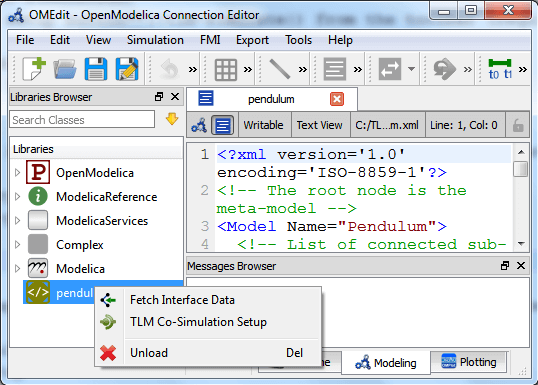 OMEdit - OpenModelica Connection Editor
File Edit View Simulation FMI Export Tools Help
» » » » » t0 t1 »
Libraries Browser
Search Classes
Libraries
P OpenModelica
i ModelicaReference
ModelicaServices
Complex
Modelica
</> pendul
pendulum
Writable Text View C:/TL...m.xml Line: 1, Col: 0
1 <?xml version='1.0'
encoding='ISO-8859-1'?>
2 <!-- The root node is the
meta-model -->
3 <Model Name="Pendulum">
4 <!-- List of connected sub-
Messages Browser
Fetch Interface Data
TLM Co-Simulation Setup
Unload Del
Modeling Plotting